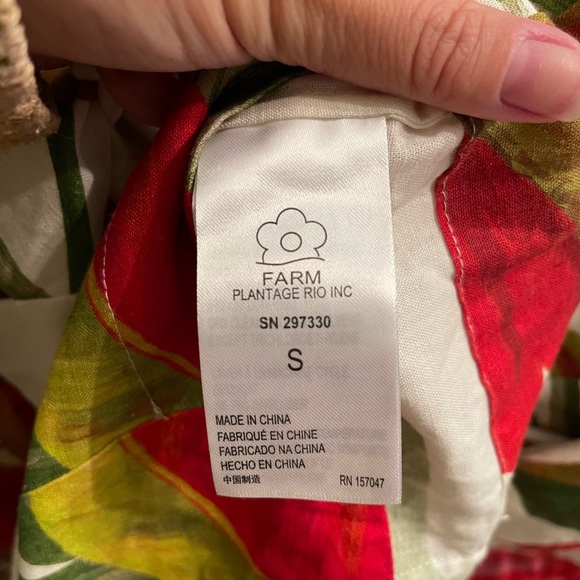 FARM
PLANTAGE RIO INC
SN 297330
S
MADE IN CHINA
FABRIQUÉ EN CHINE
FABRICADO NA CHINA
HECHO EN CHINA
中国制造
RN 157047